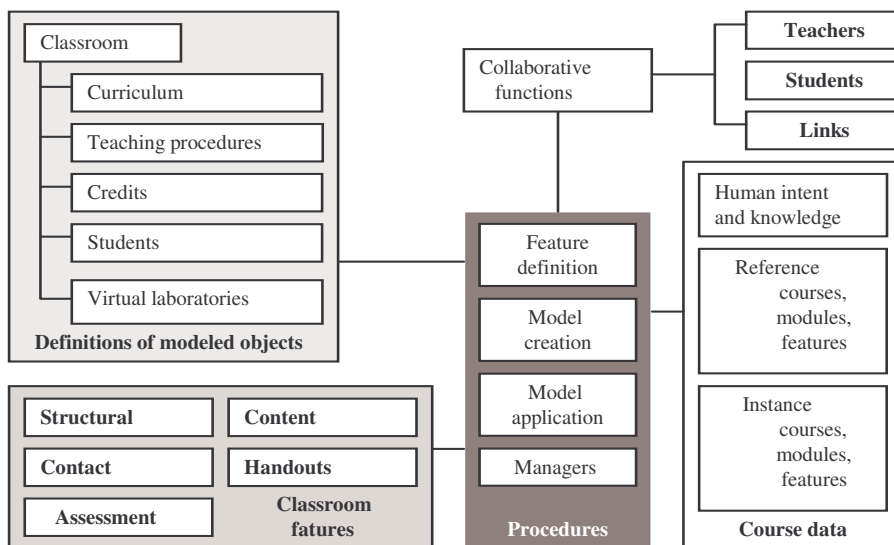 Classroom
Curriculum
Teaching procedures
Credits
Students
Virtual laboratories
Definitions of modeled objects
Structural
Content
Contact
Handouts
Assessment
Classroom
fatures
Collaborative
functions
Teachers
Students
Links
Feature
definition
Model
creation
Model
application
Managers
Procedures
Human intent
and knowledge
Reference
courses,
modules,
features
Instance
courses,
modules,
features
Course data